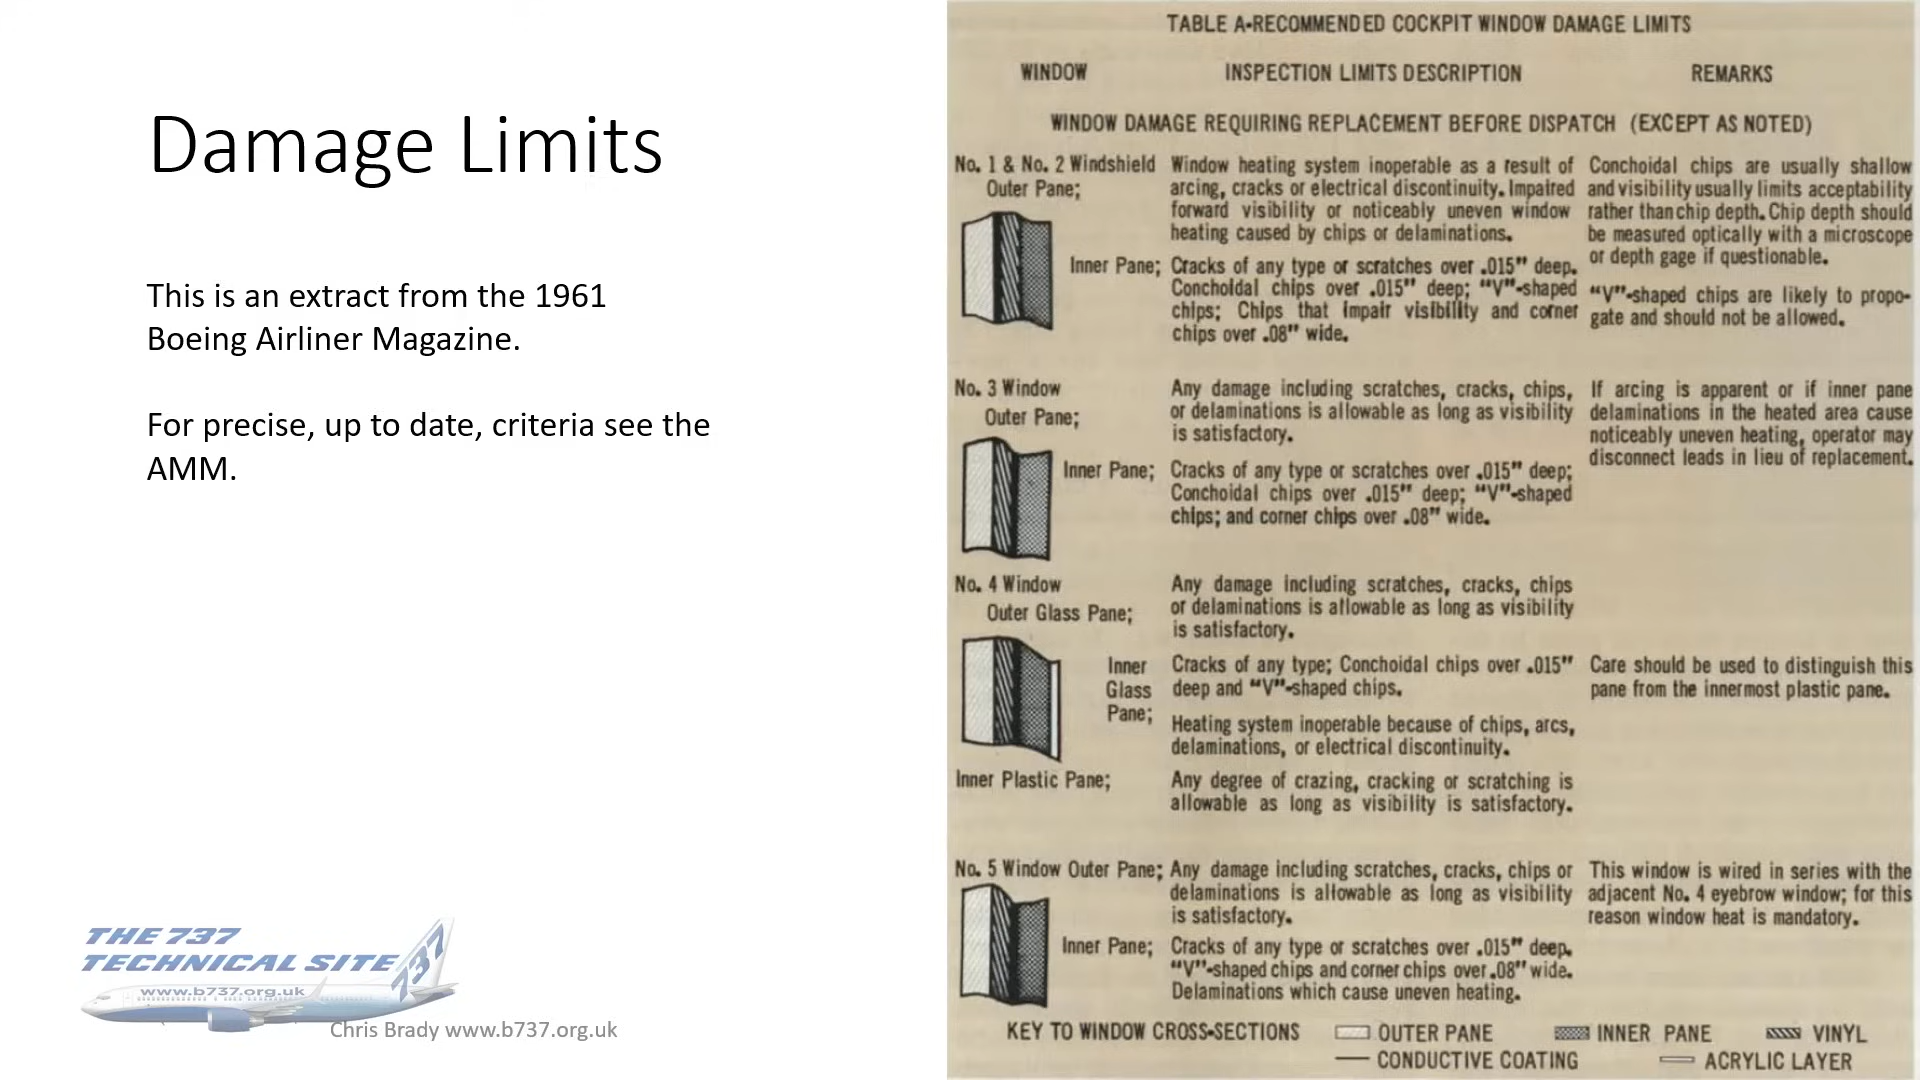 Damage Limits
This is an extract from the 1961
Boeing Airliner Magazine.
For precise, up to date, criteria see the
AMM.
THE 737
TECHNICAL SITE
737
www.b737.org.uk
Chris Brady www.b737.org.uk
TABLE A-RECOMMENDED COCKPIT WINDOW DAMAGE LIMITS
WINDOW INSPECTION LIMITS DESCRIPTION REMARKS
WINDOW DAMAGE REQUIRING REPLACEMENT BEFORE DISPATCH (EXCEPT AS NOTED)
No. 1 & No. 2 Windshield
Outer Pane;
Window heating system inoperable as a result of
arcing, cracks or electrical discontinuity. Impaired
forward visibility or noticeably uneven window
heating caused by chips or delaminations.
Conchoidal chips are usually shallow
and visibility usually limits acceptability
rather than chip depth. Chip depth should
be measured optically with a microscope
or depth gage if questionable.
Inner Pane;
Cracks of any type or scratches over .015" deep.
Conchoidal chips over .015" deep; "V"-shaped
chips; Chips that impair visibility and corner
chips over .08" wide.
"V"-shaped chips are likely to propo-
gate and should not be allowed.
No. 3 Window
Outer Pane;
Any damage including scratches, cracks, chips,
or delaminations is allowable as long as visibility
is satisfactory.
If arcing is apparent or if inner pane
delaminations in the heated area cause
noticeably uneven heating, operator may
disconnect leads in lieu of replacement.
Inner Pane;
Cracks of any type or scratches over .015" deep;
Conchoidal chips over .015" deep; "V"-shaped
chips; and corner chips over .08" wide.
No. 4 Window
Outer Glass Pane;
Any damage including scratches, cracks, chips
or delaminations is allowable as long as visibility
is satisfactory.
Inner
Glass
Pane;
Cracks of any type; Conchoidal chips over .015"
deep and "V"-shaped chips.
Care should be used to distinguish this
pane from the innermost plastic pane.
Heating system inoperable because of chips, arcs,
delaminations, or electrical discontinuity.
Inner Plastic Pane;
Any degree of crazing, cracking or scratching is
allowable as long as visibility is satisfactory.
No. 5 Window Outer Pane;
Any damage including scratches, cracks, chips or
delaminations is allowable as long as visibility
is satisfactory.
This window is wired in series with the
adjacent No. 4 eyebrow window; for this
reason window heat is mandatory.
Inner Pane;
Cracks of any type or scratches over .015" deep.
"V"-shaped chips and corner chips over .08" wide.
Delaminations which cause uneven heating.
KEY TO WINDOW CROSS-SECTIONS OUTER PANE INNER PANE VINYL
CONDUCTIVE COATING ACRYLIC LAYER